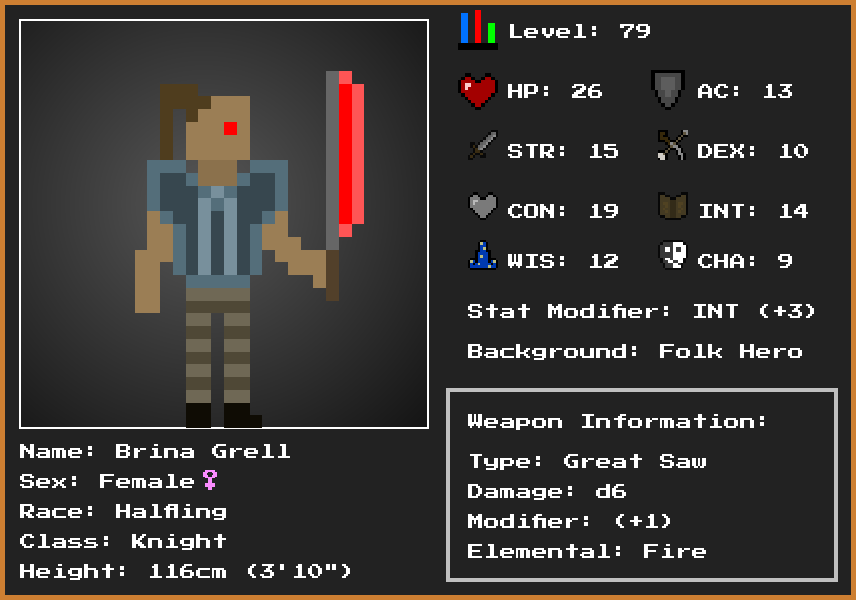 Level: 79
HP: 26 AC: 13
STR: 15 DEX: 10
CON: 19 INT: 14
WIS: 12 CHA: 9
Stat Modifier: INT (+3)
Background: Folk Hero
Weapon Information:
Type: Great Saw
Damage: d6
Modifier: (+1)
Elemental: Fire
Name: Brina Grell
Sex: Female♀
Race: Halfling
Class: Knight
Height: 116cm (3'10")